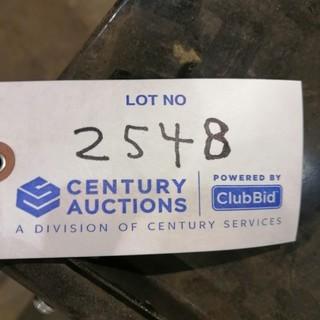 LOT NO
2548
CENTURY
AUCTIONS
POWERED BY
ClubBid
A DIVISION OF CENTURY SERVICES